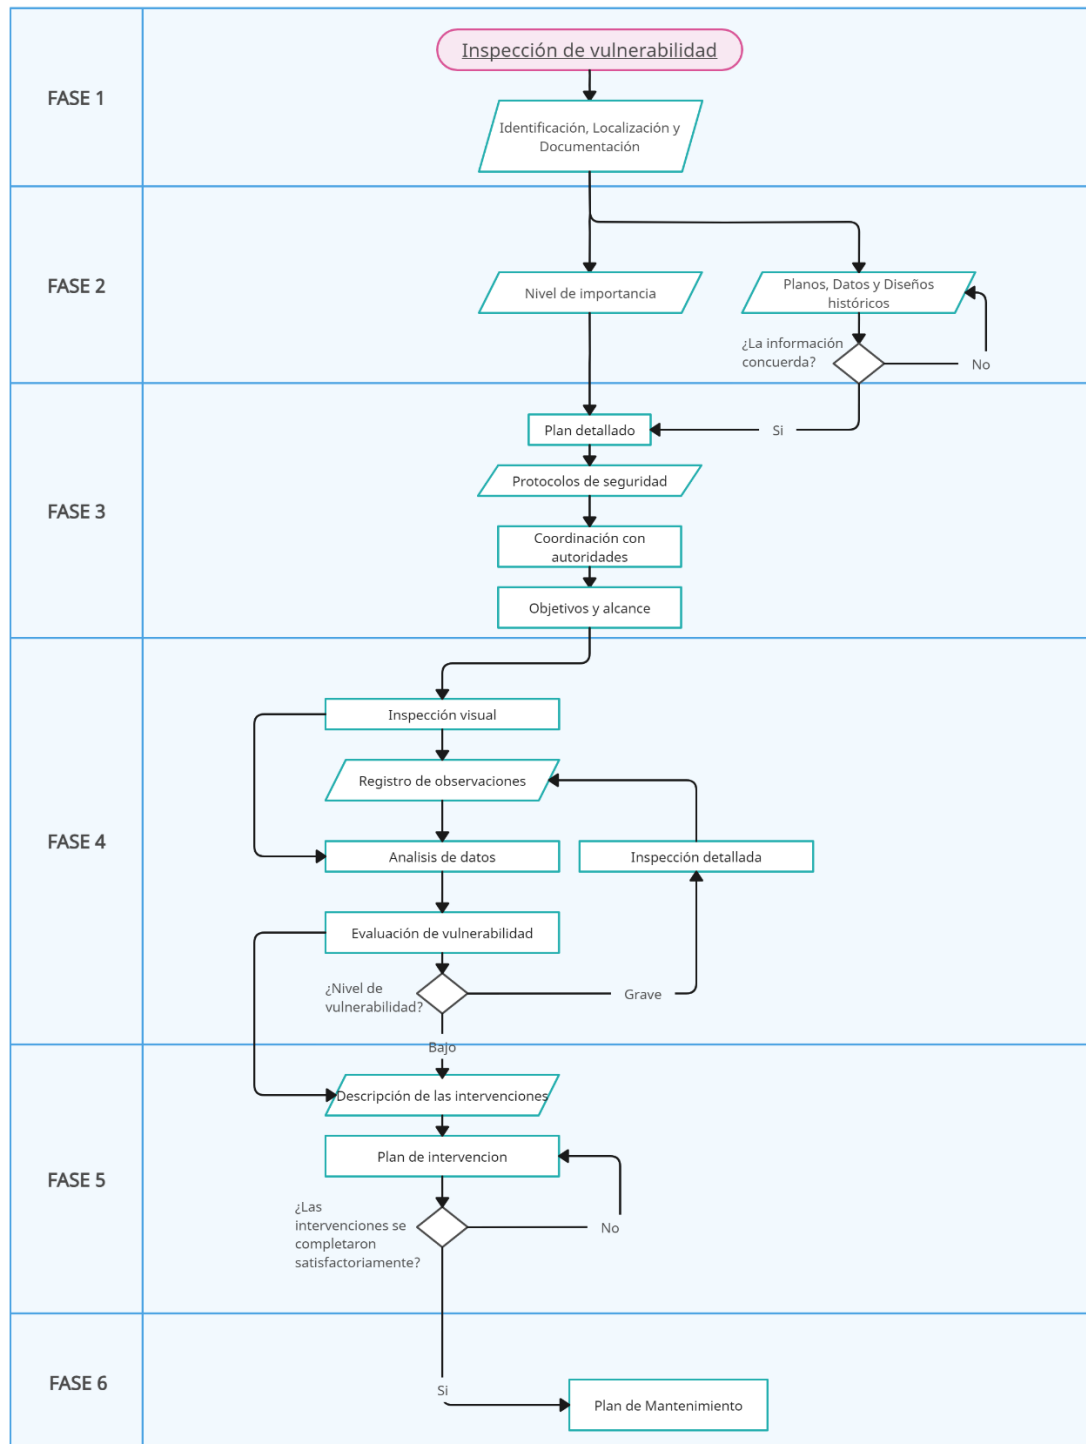 Inspección de vulnerabilidad
FASE 1
Identificación, Localización y
Documentación
FASE 2
Nivel de importancia
Planos, Datos y Diseños
históricos
¿La información
concuerda?
No
Plan detallado
Si
Protocolos de seguridad
FASE 3
Coordinación con
autoridades
Objetivos y alcance
Inspección visual
Registro de observaciones
FASE 4
Analisis de datos
Inspección detallada
Evaluación de vulnerabilidad
¿Nivel de
vulnerabilidad?
Grave
Bajo
Descripción de las intervenciones
Plan de intervencion
FASE 5
¿Las
intervenciones se
completaron
satisfactoriamente?
No
FASE 6
Si
Plan de Mantenimiento